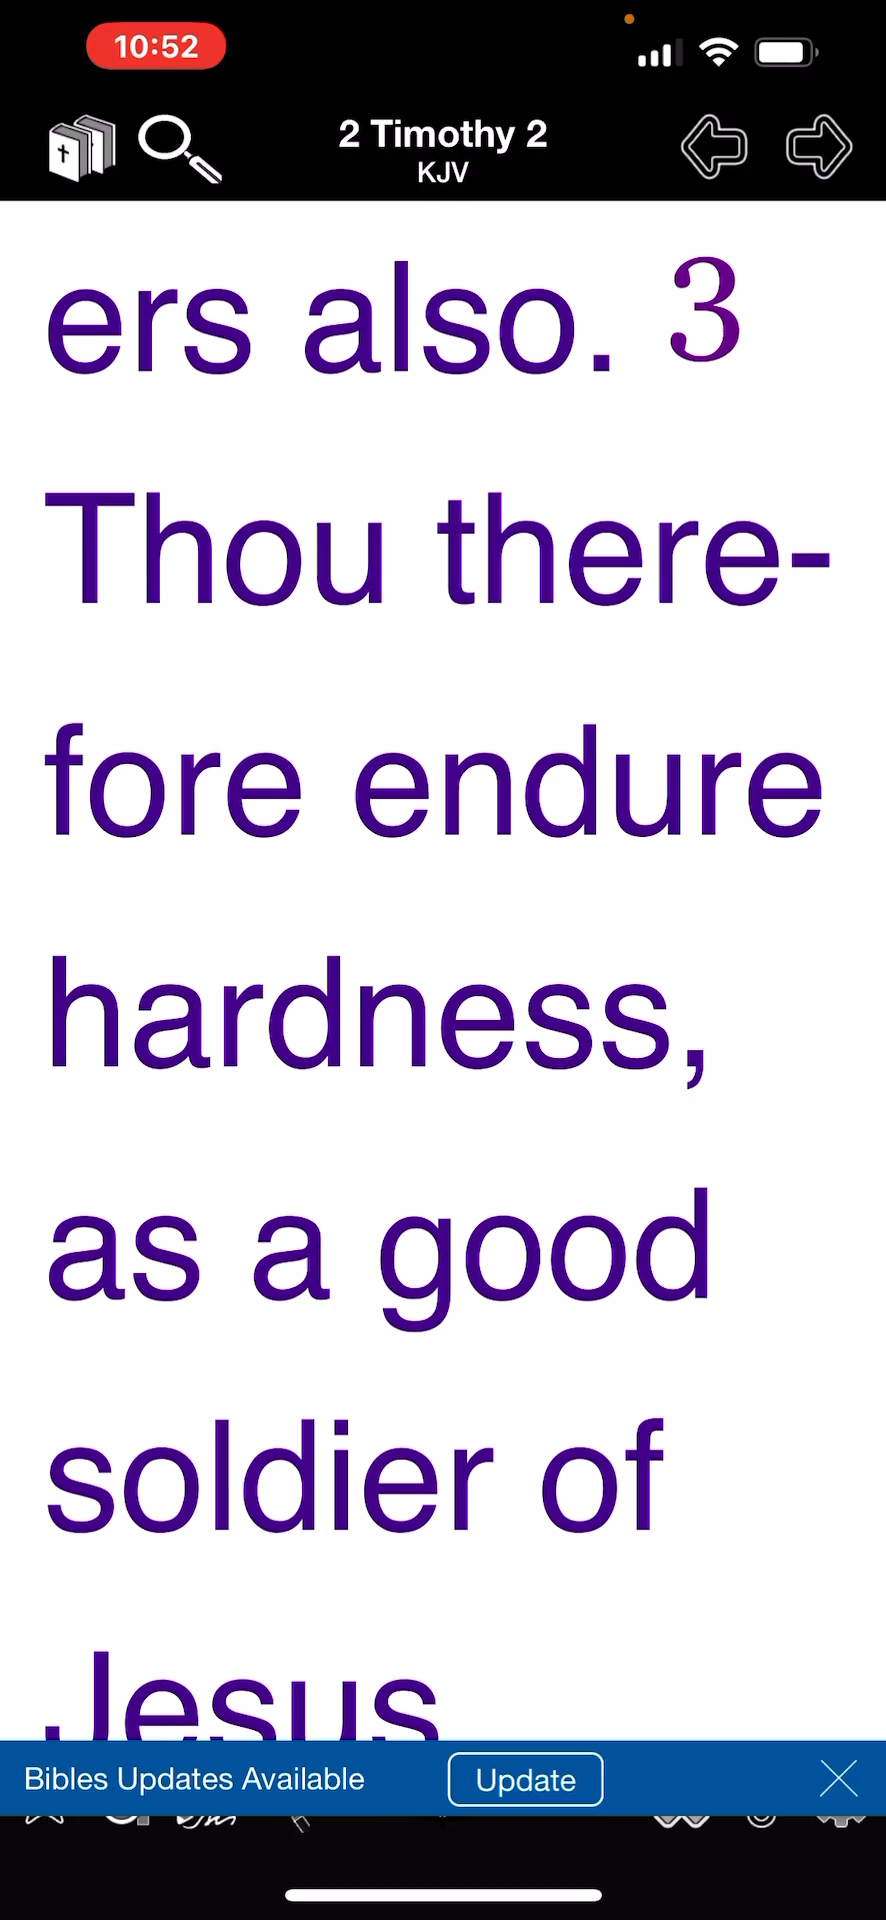 10:52
2 Timothy 2
KJV
ers also. 3
Thou there-
fore endure
hardness,
as a good
soldier of
Jesus
Bibles Updates Available
Update